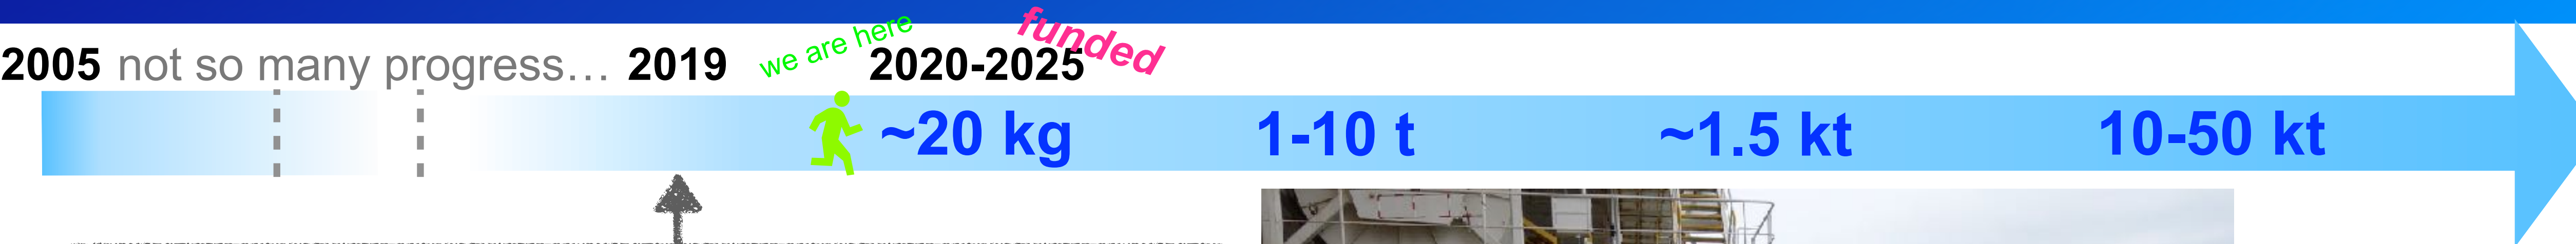 2005 not so many progress... 2019 we are here 2020-2025 funded
~20 kg 1-10 t ~1.5 kt 10-50 kt